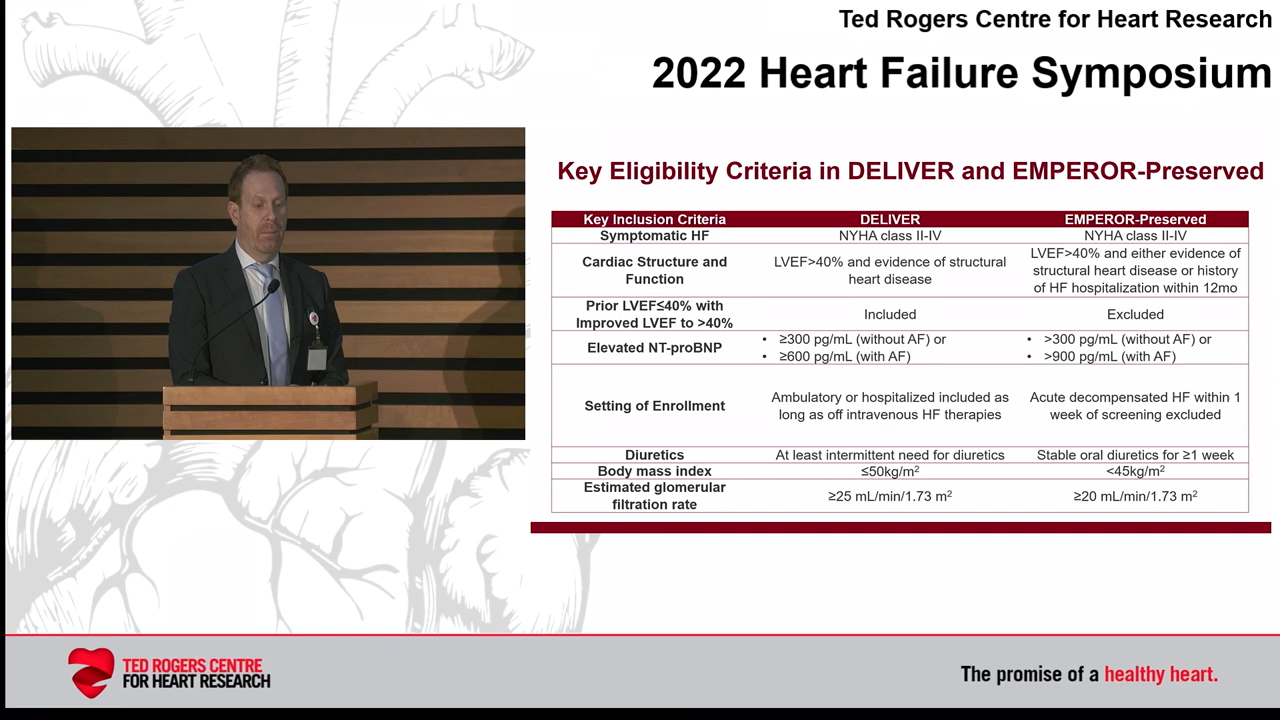 Ted Rogers Centre for Heart Research
2022 Heart Failure Symposium
Key Eligibility Criteria in DELIVER and EMPEROR-Preserved
Key Inclusion Criteria DELIVER EMPEROR-Preserved
Symptomatic HF NYHA class II-IV NYHA class II-IV
Cardiac Structure and
Function
LVEF>40% and evidence of structural
heart disease
LVEF>40% and either evidence of
structural heart disease or history
of HF hospitalization within 12mo
Prior LVEF≤40% with
Improved LVEF to >40%
Included
Excluded
Elevated NT-proBNP
• ≥300 pg/mL (without AF) or
• ≥600 pg/mL (with AF)
• >300 pg/mL (without AF) or
• >900 pg/mL (with AF)
Setting of Enrollment
Ambulatory or hospitalized included as
long as off intravenous HF therapies
Acute decompensated HF within 1
week of screening excluded
Diuretics At least intermittent need for diuretics Stable oral diuretics for ≥1 week
Body mass index ≤50kg/m² <45kg/m²
Estimated glomerular
filtration rate
≥25 mL/min/1.73 m²
≥20 mL/min/1.73 m²
TED ROGERS CENTRE
FOR HEART RESEARCH
The promise of a healthy heart.